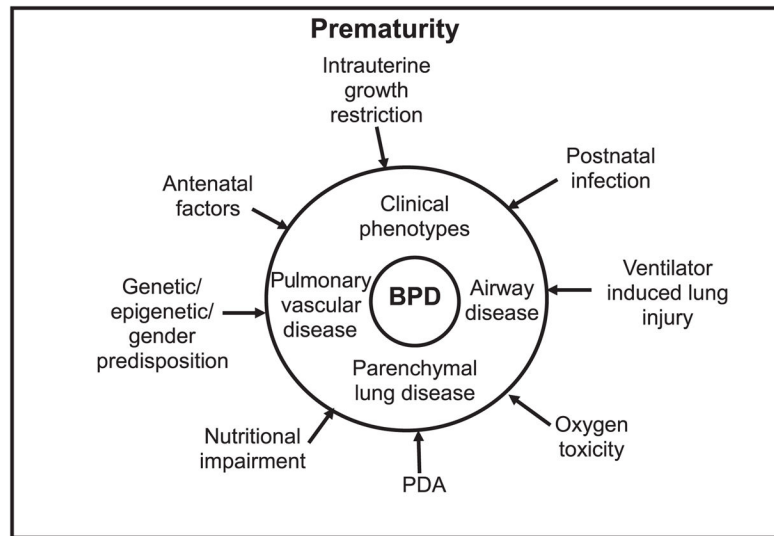 Prematurity
Intrauterine
growth
restriction
Postnatal
infection
Antenatal
factors
Clinical
phenotypes
Genetic/
epigenetic/
gender
predisposition
Pulmonary
vascular
disease
BPD
Airway
disease
Ventilator
induced lung
injury
Parenchymal
lung disease
Nutritional
impairment
PDA
Oxygen
toxicity